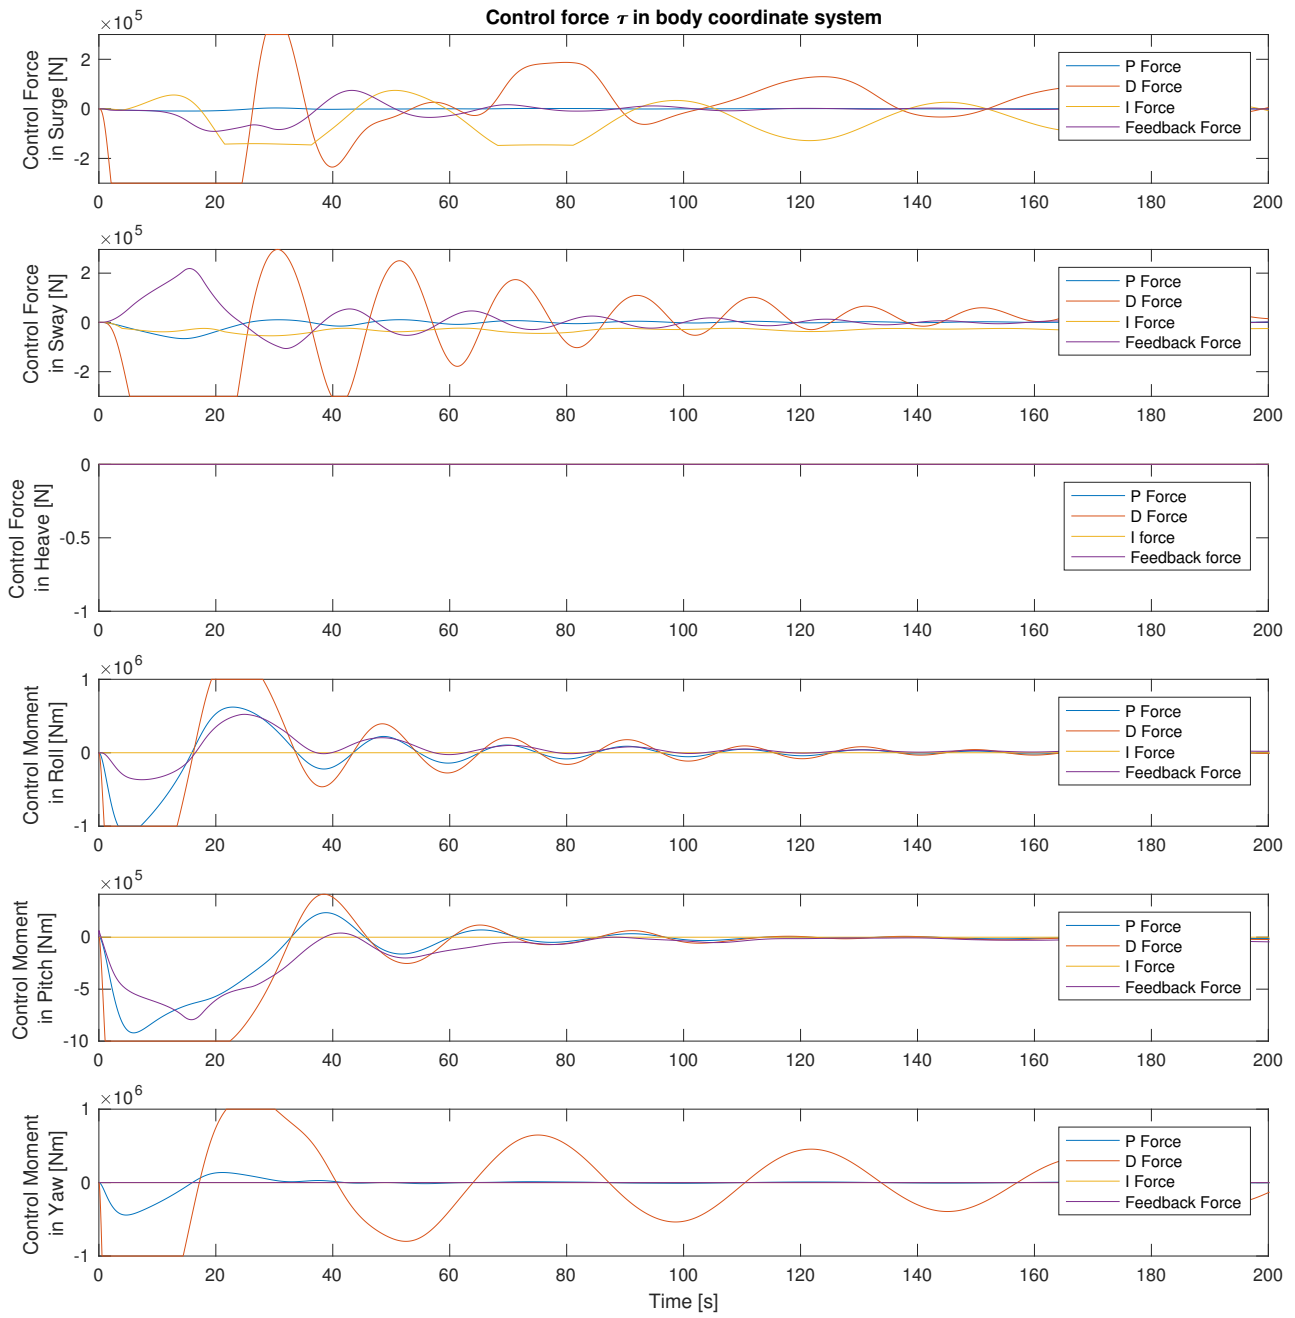 Control force τ in body coordinate system
×10^5
Control Force
in Surge [N]
2
0
-2
P Force
D Force
I Force
Feedback Force
0 20 40 60 80 100 120 140 160 180 200
×10^5
Control Force
in Sway [N]
2
0
-2
P Force
D Force
I Force
Feedback Force
0 20 40 60 80 100 120 140 160 180 200
Control Force
in Heave [N]
0
-0.5
-1
P Force
D Force
I force
Feedback force
0 20 40 60 80 100 120 140 160 180 200
×10^6
Control Moment
in Roll [Nm]
1
0
-1
P Force
D Force
I Force
Feedback Force
0 20 40 60 80 100 120 140 160 180 200
×10^5
Control Moment
in Pitch [Nm]
0
-5
-10
P Force
D Force
I Force
Feedback Force
0 20 40 60 80 100 120 140 160 180 200
×10^6
Control Moment
in Yaw [Nm]
1
0
-1
P Force
D Force
I Force
Feedback Force
0 20 40 60 80 100 120 140 160 180 200
Time [s]